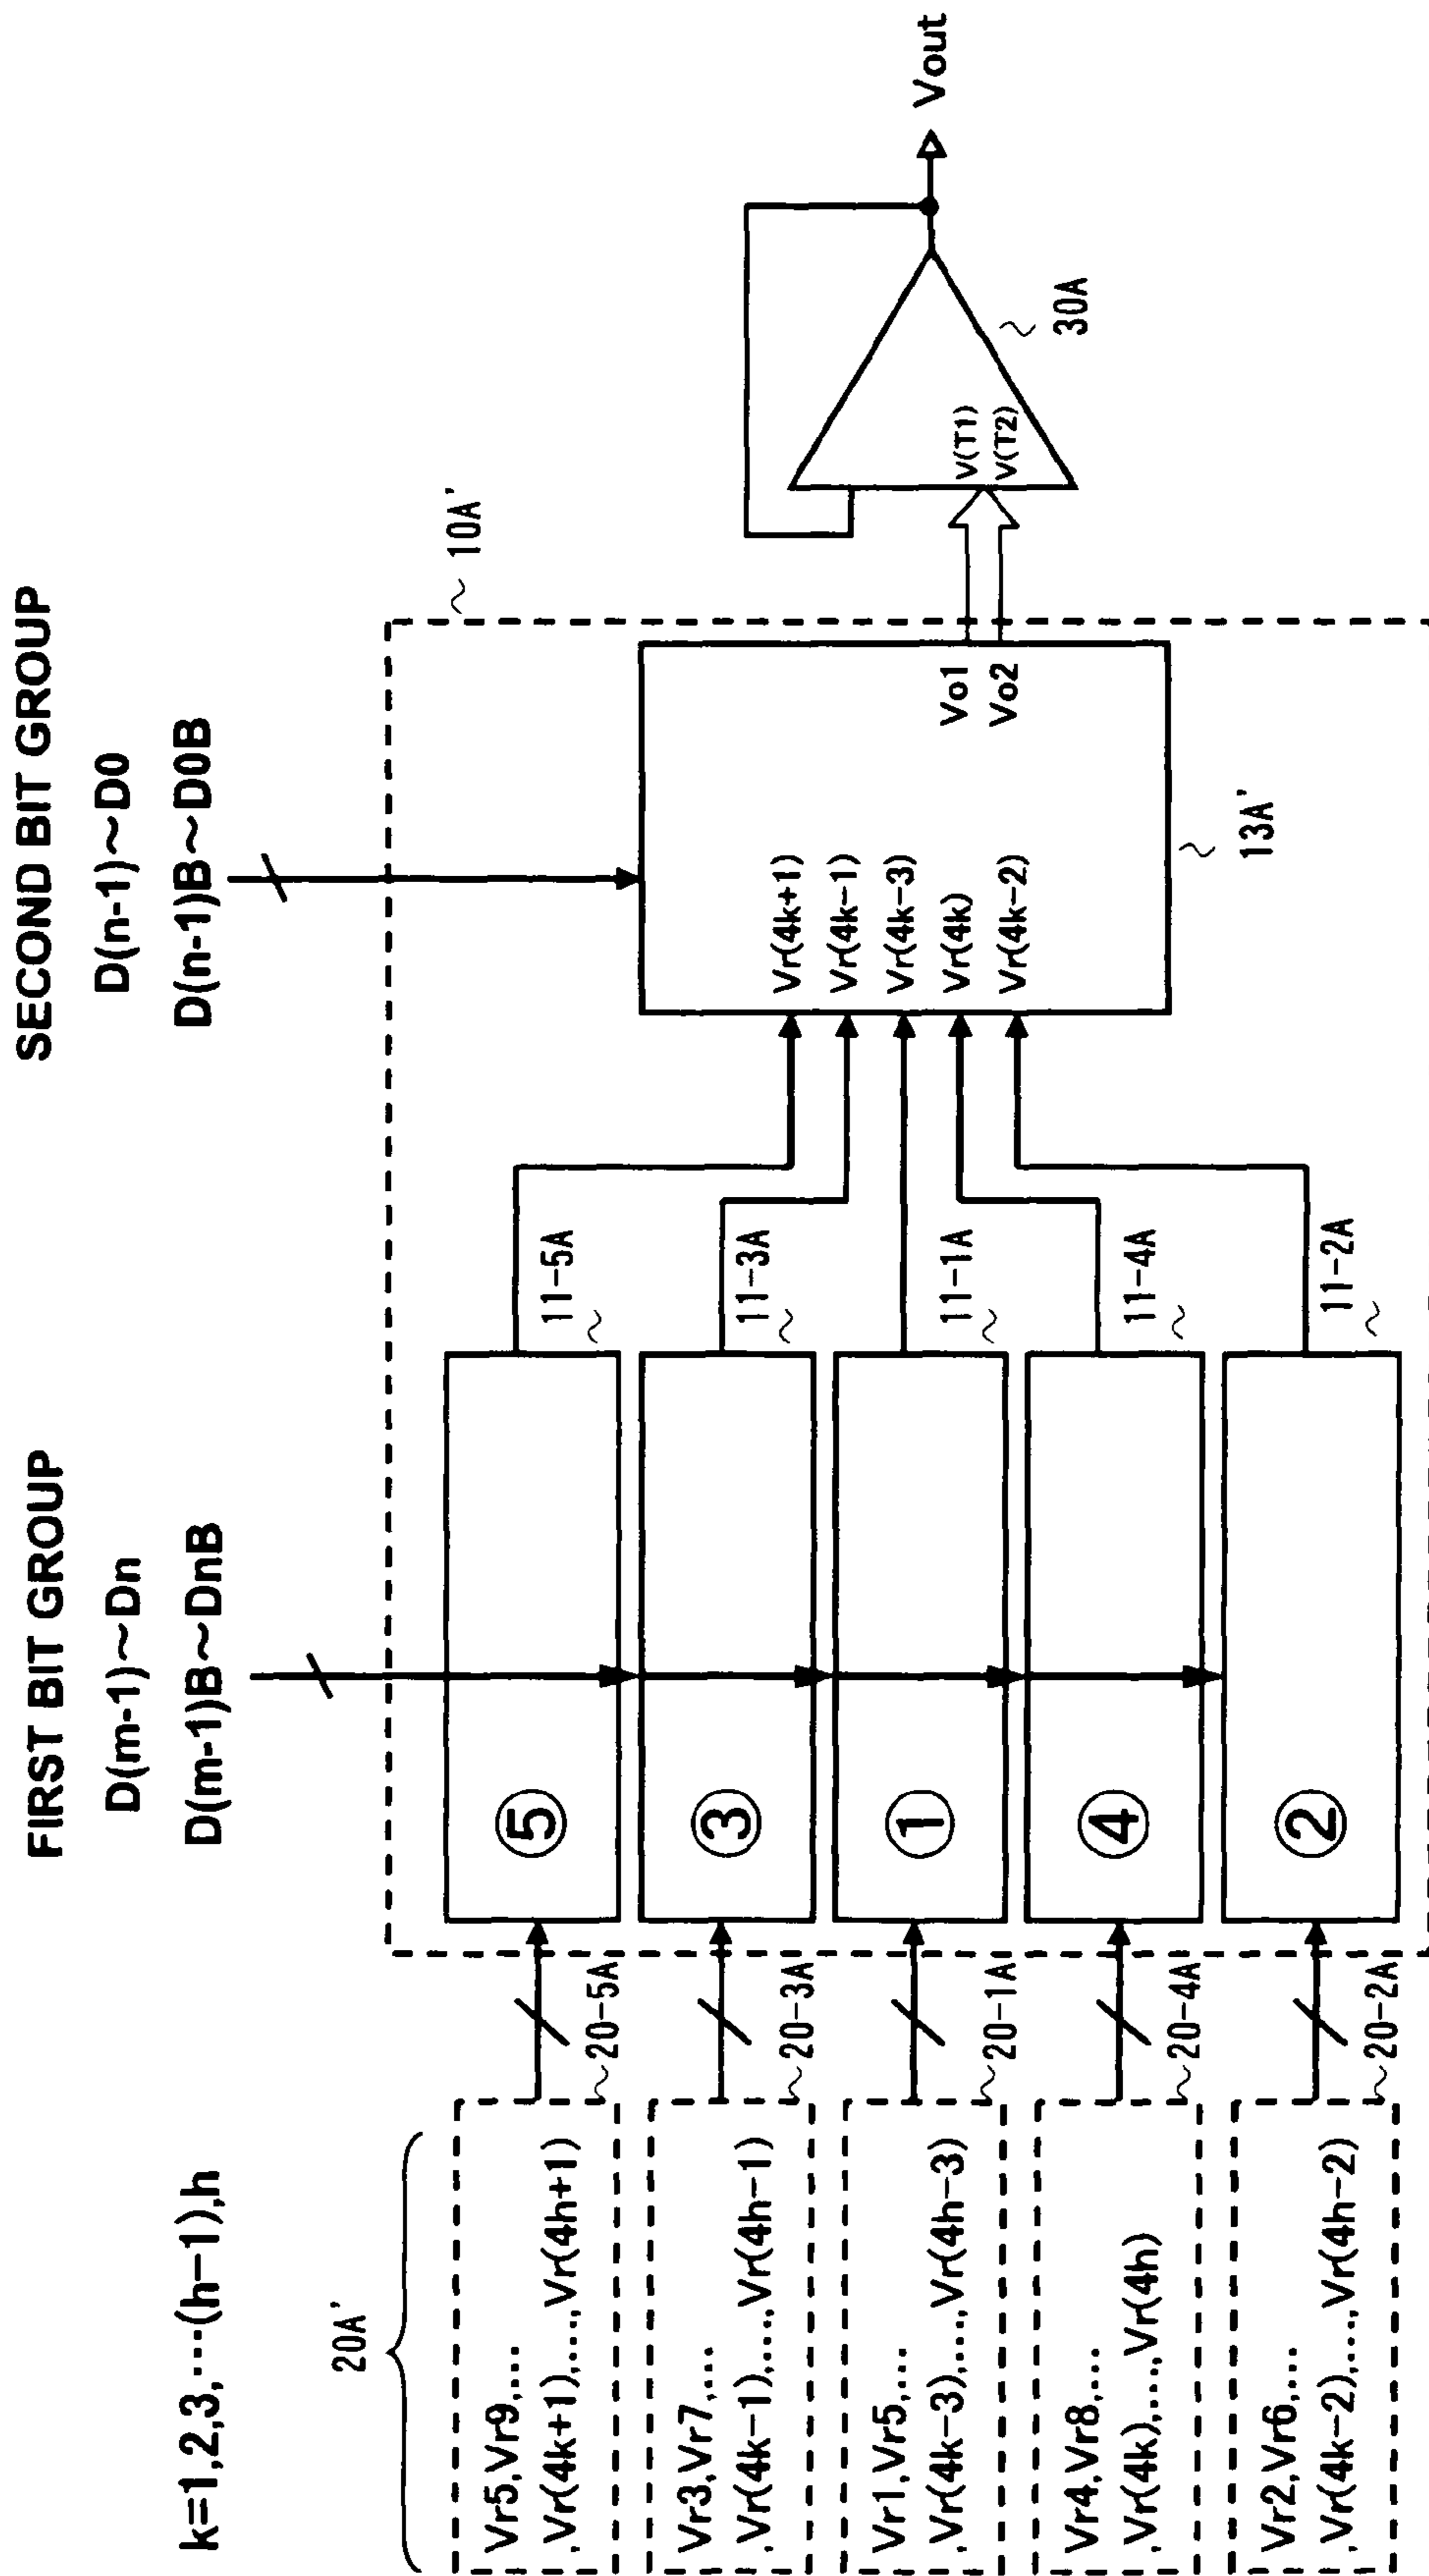 FIRST BIT GROUP
D(m-1)~Dn
D(m-1)B~DnB
SECOND BIT GROUP
D(n-1)~D0
D(n-1)B~D0B
k=1,2,3,···(h-1),h
20A'
10A'
Vr5,Vr9,...
,Vr(4k+1),...,Vr(4h+1)
20-5A
⑤
11-5A
Vr3,Vr7,...
,Vr(4k-1),...,Vr(4h-1)
20-3A
③
11-3A
Vr1,Vr5,...
,Vr(4k-3),...,Vr(4h-3)
20-1A
①
11-1A
Vr4,Vr8,...
,Vr(4k),...,Vr(4h)
20-4A
④
11-4A
Vr2,Vr6,...
,Vr(4k-2),...,Vr(4h-2)
20-2A
②
11-2A
Vr(4k+1)
Vr(4k-1)
Vr(4k-3)
Vr(4k)
Vr(4k-2)
Vo1
Vo2
13A'
V(T1)
V(T2)
30A
Vout